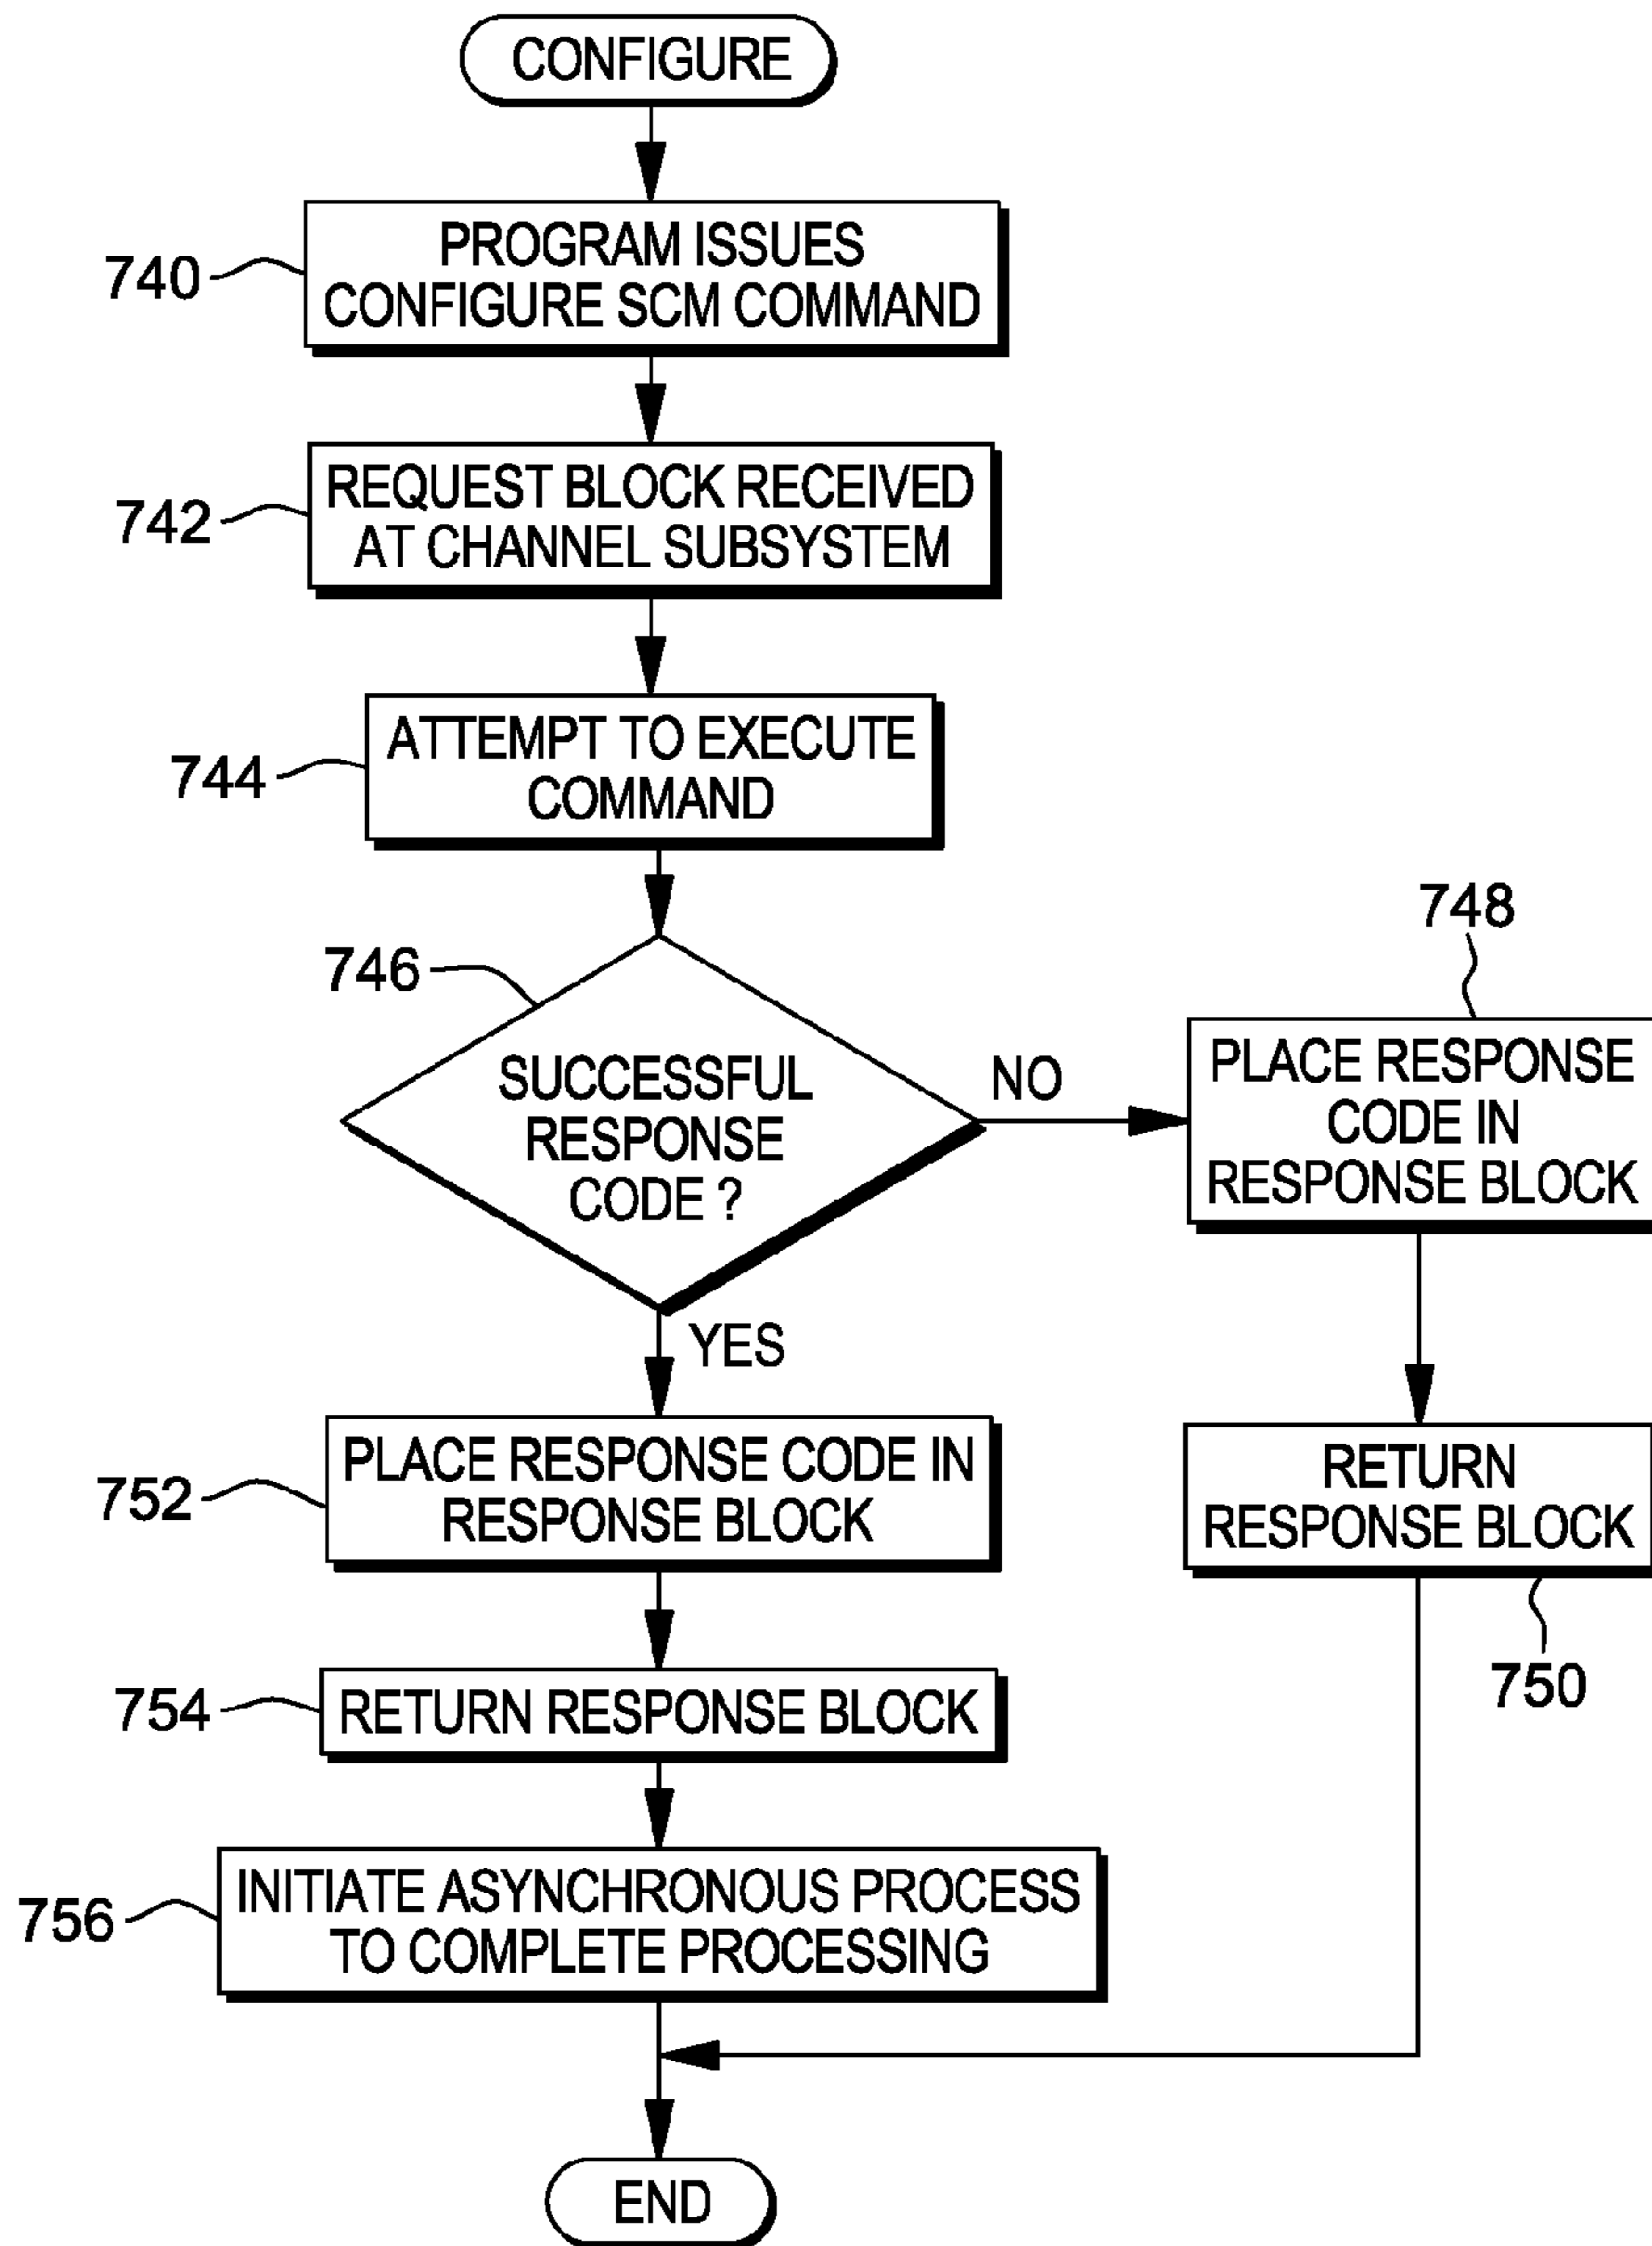 CONFIGURE
740
PROGRAM ISSUES
CONFIGURE SCM COMMAND
742
REQUEST BLOCK RECEIVED
AT CHANNEL SUBSYSTEM
744
ATTEMPT TO EXECUTE
COMMAND
746
SUCCESSFUL
RESPONSE
CODE ?
NO
748
PLACE RESPONSE
CODE IN
RESPONSE BLOCK
YES
752
PLACE RESPONSE CODE IN
RESPONSE BLOCK
RETURN
RESPONSE BLOCK
750
754
RETURN RESPONSE BLOCK
756
INITIATE ASYNCHRONOUS PROCESS
TO COMPLETE PROCESSING
END